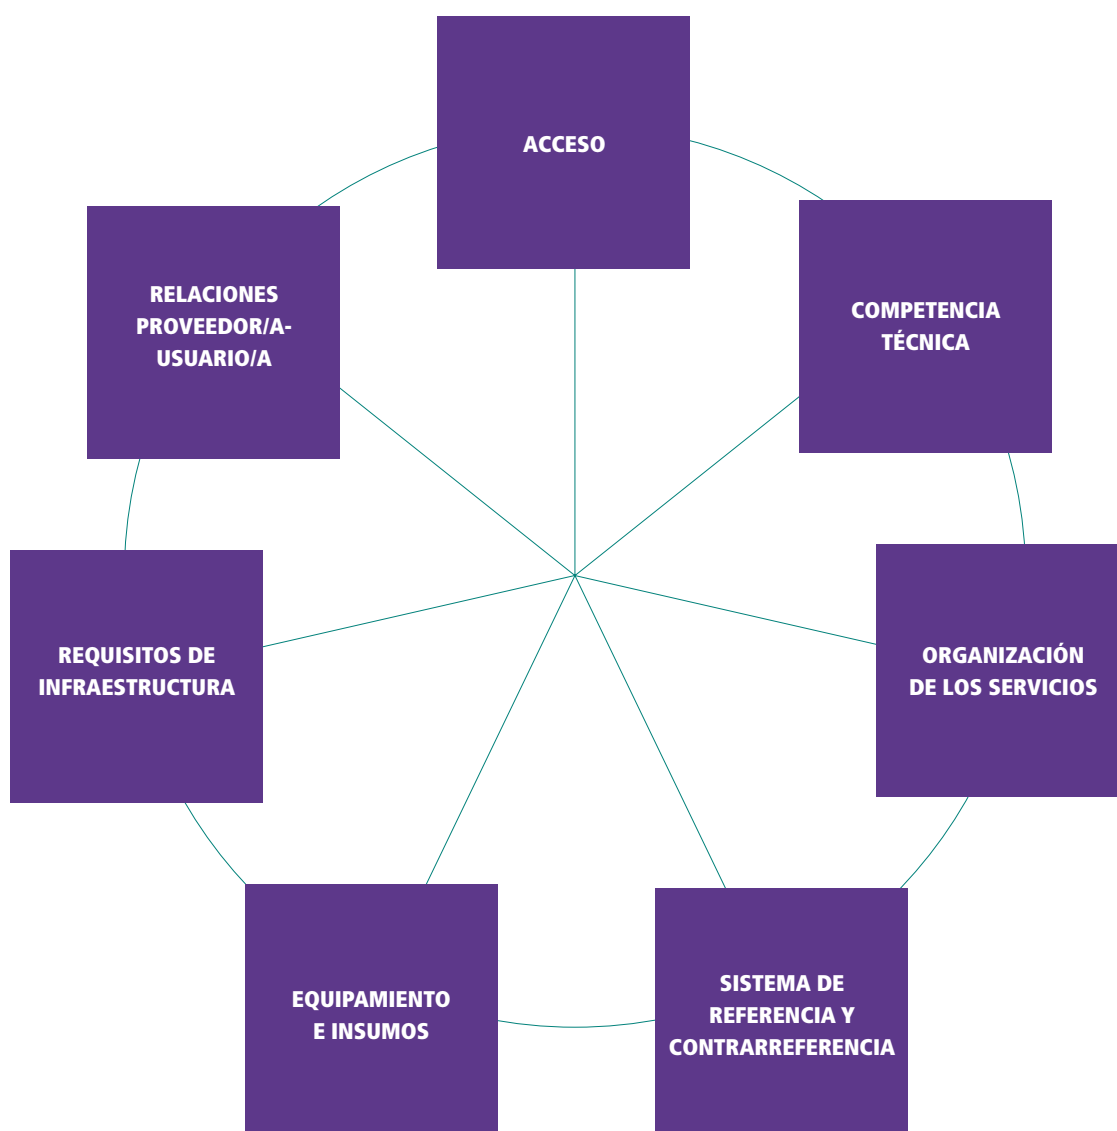 ACCESO
COMPETENCIA
TÉCNICA
ORGANIZACIÓN
DE LOS SERVICIOS
SISTEMA DE
REFERENCIA Y
CONTRARREFERENCIA
EQUIPAMIENTO
E INSUMOS
REQUISITOS DE
INFRAESTRUCTURA
RELACIONES
PROVEEDOR/A-
USUARIO/A